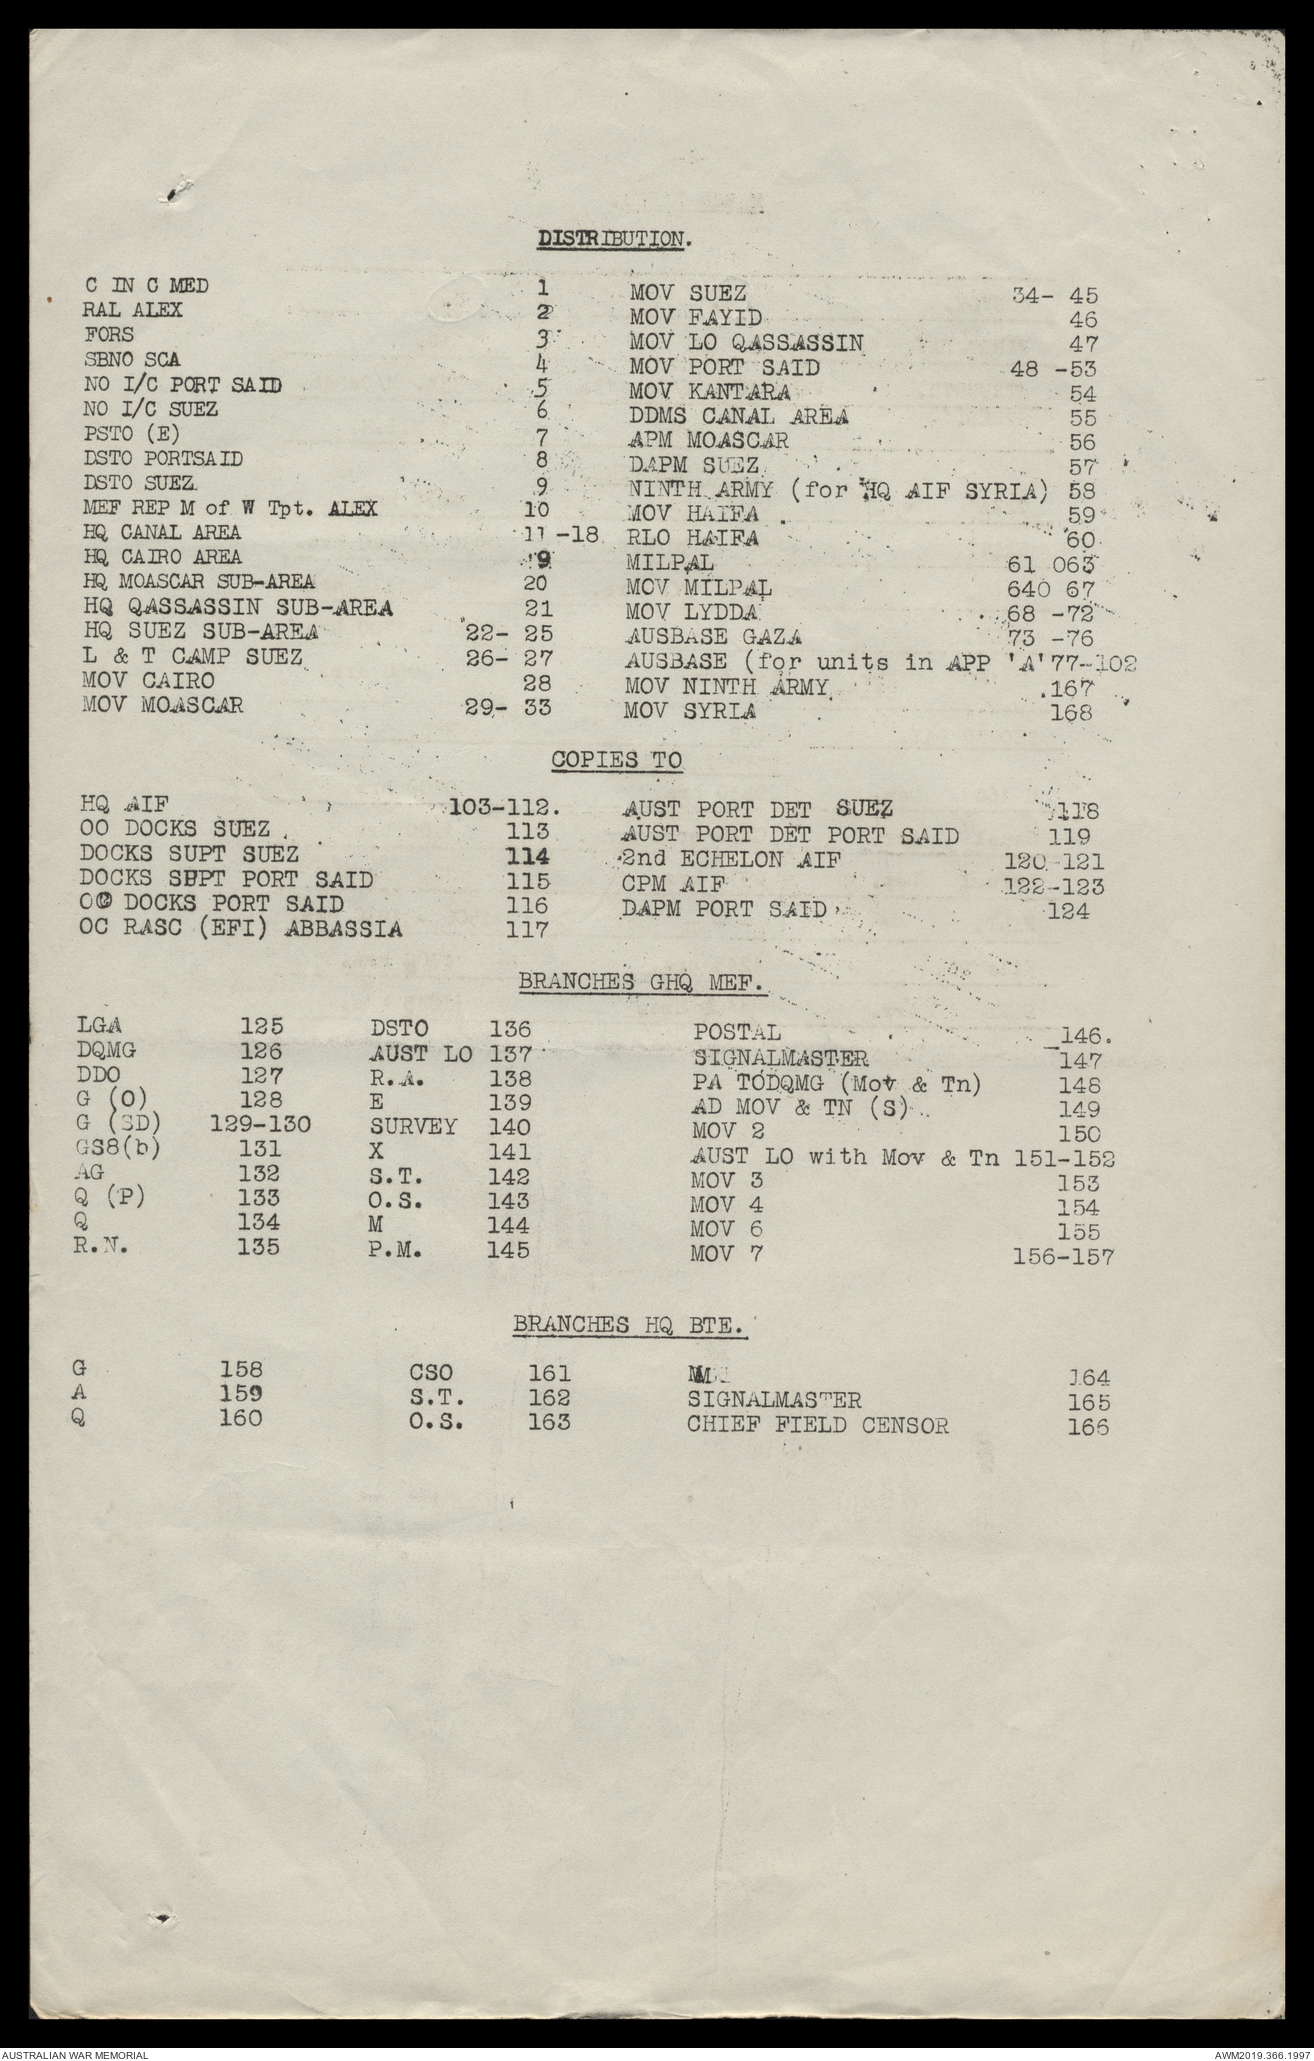 DISTRIBUTION.
C IN C MED 1 MOV SUEZ 34- 45
RAL ALEX 2 MOV FAYID 46
FORS 3 MOV LO QASSASSIN 47
SBNO SCA 4 MOV PORT SAID 48 -53
NO I/C PORT SAID 5 MOV KANTARA 54
NO I/C SUEZ 6 DDMS CANAL AREA 55
PSTO (E) 7 APM MOASCAR 56
DSTO PORTSAID 8 DAPM SUEZ 57
DSTO SUEZ 9 NINTH ARMY (for HQ AIF SYRIA) 58
MEF REP M of W Tpt. ALEX 10 MOV HAIFA 59
HQ CANAL AREA 11 -18 RLO HAIFA 60
HQ CAIRO AREA 19 MILPAL 61 063
HQ MOASCAR SUB-AREA 20 MOV MILPAL 640 67
HQ QASSASSIN SUB-AREA 21 MOV LYDDA 68 -72
HQ SUEZ SUB-AREA 22- 25 AUSBASE GAZA 73 -76
L & T CAMP SUEZ 26- 27 AUSBASE (for units in APP 'A' 77-102
MOV CAIRO 28 MOV NINTH ARMY 167
MOV MOASCAR 29- 33 MOV SYRIA 168
COPIES TO
HQ AIF 103-112. AUST PORT DET SUEZ 118
OO DOCKS SUEZ 113 AUST PORT DET PORT SAID 119
DOCKS SUPT SUEZ 114 2nd ECHELON AIF 120-121
DOCKS SUPT PORT SAID 115 CPM AIF 122-123
OO DOCKS PORT SAID 116 DAPM PORT SAID 124
OC RASC (EFI) ABBASSIA 117
BRANCHES GHQ MEF.
LGA 125 DSTO 136 POSTAL 146.
DQMG 126 AUST LO 137 SIGNALMASTER 147
DDO 127 R.A. 138 PA TODQMG (Mov & Tn) 148
G (O) 128 E 139 AD MOV & TN (S) 149
G (SD) 129-130 SURVEY 140 MOV 2 150
GS8(b) 131 X 141 AUST LO with Mov & Tn 151-152
AG 132 S.T. 142 MOV 3 153
Q (P) 133 O.S. 143 MOV 4 154
Q 134 M 144 MOV 6 155
R.N. 135 P.M. 145 MOV 7 156-157
BRANCHES HQ BTE.
G 158 CSO 161 164
A 159 S.T. 162 SIGNALMASTER 165
Q 160 O.S. 163 CHIEF FIELD CENSOR 166
AUSTRALIAN WAR MEMORIAL AWM2019.366.1997